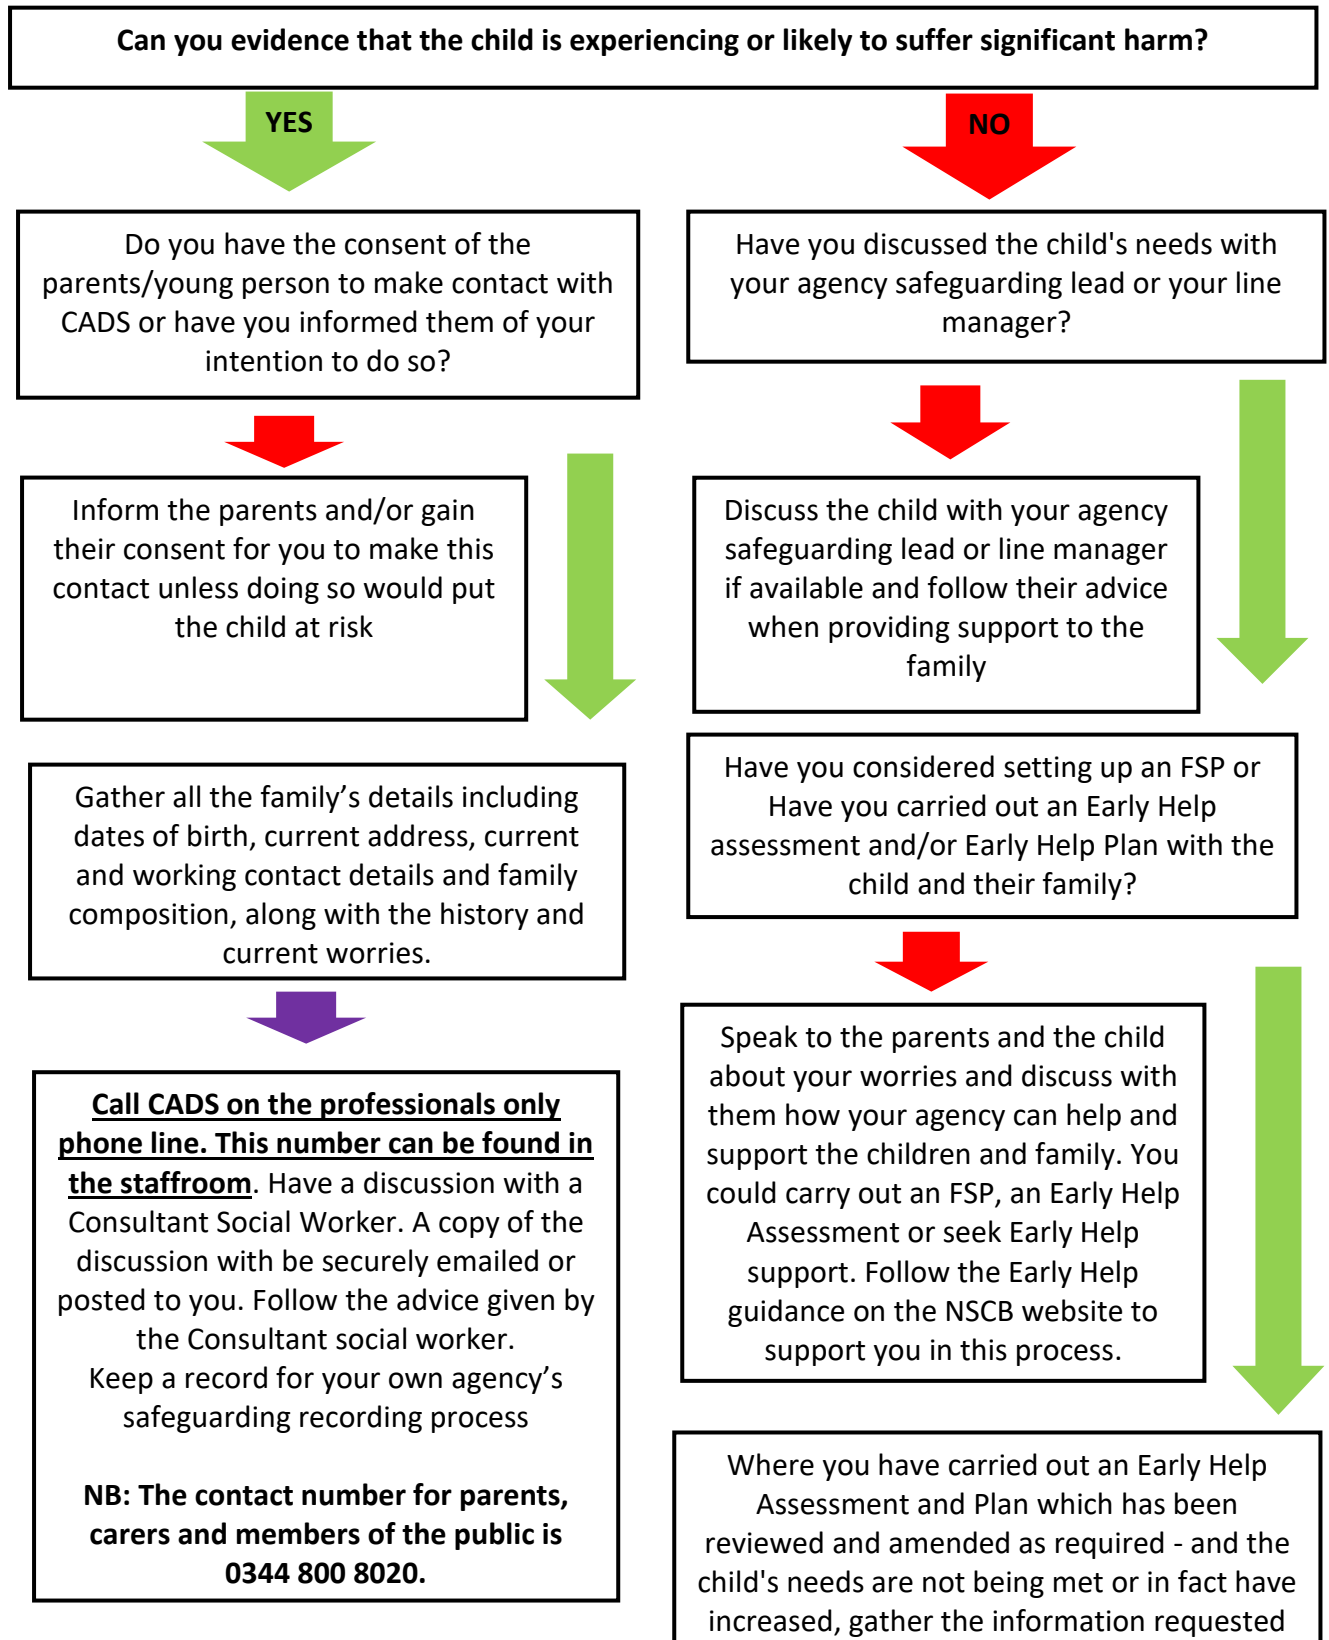 Can you evidence that the child is experiencing or likely to suffer significant harm?
YES
NO
Do you have the consent of the
parents/young person to make contact with
CADS or have you informed them of your
intention to do so?
Have you discussed the child's needs with
your agency safeguarding lead or your line
manager?
Inform the parents and/or gain
their consent for you to make this
contact unless doing so would put
the child at risk
Discuss the child with your agency
safeguarding lead or line manager
if available and follow their advice
when providing support to the
family
Gather all the family’s details including
dates of birth, current address, current
and working contact details and family
composition, along with the history and
current worries.
Have you considered setting up an FSP or
Have you carried out an Early Help
assessment and/or Early Help Plan with the
child and their family?
Call CADS on the professionals only
phone line. This number can be found in
the staffroom. Have a discussion with a
Consultant Social Worker. A copy of the
discussion with be securely emailed or
posted to you. Follow the advice given by
the Consultant social worker.
Keep a record for your own agency’s
safeguarding recording process
NB: The contact number for parents,
carers and members of the public is
0344 800 8020.
Speak to the parents and the child
about your worries and discuss with
them how your agency can help and
support the children and family. You
could carry out an FSP, an Early Help
Assessment or seek Early Help
support. Follow the Early Help
guidance on the NSCB website to
support you in this process.
Where you have carried out an Early Help
Assessment and Plan which has been
reviewed and amended as required - and the
child's needs are not being met or in fact have
increased, gather the information requested